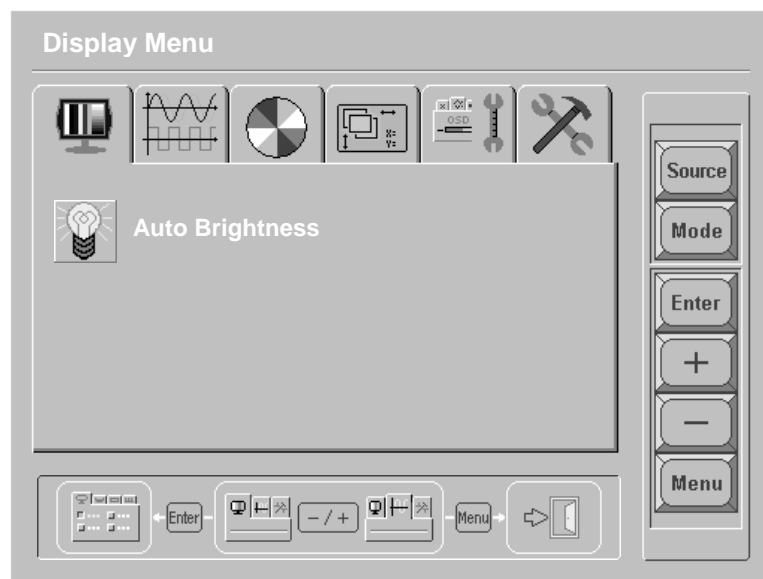 Display Menu
OSD
X=
Y=
Auto Brightness
Source
Mode
Enter
+
−
Menu
Enter
− / +
Menu